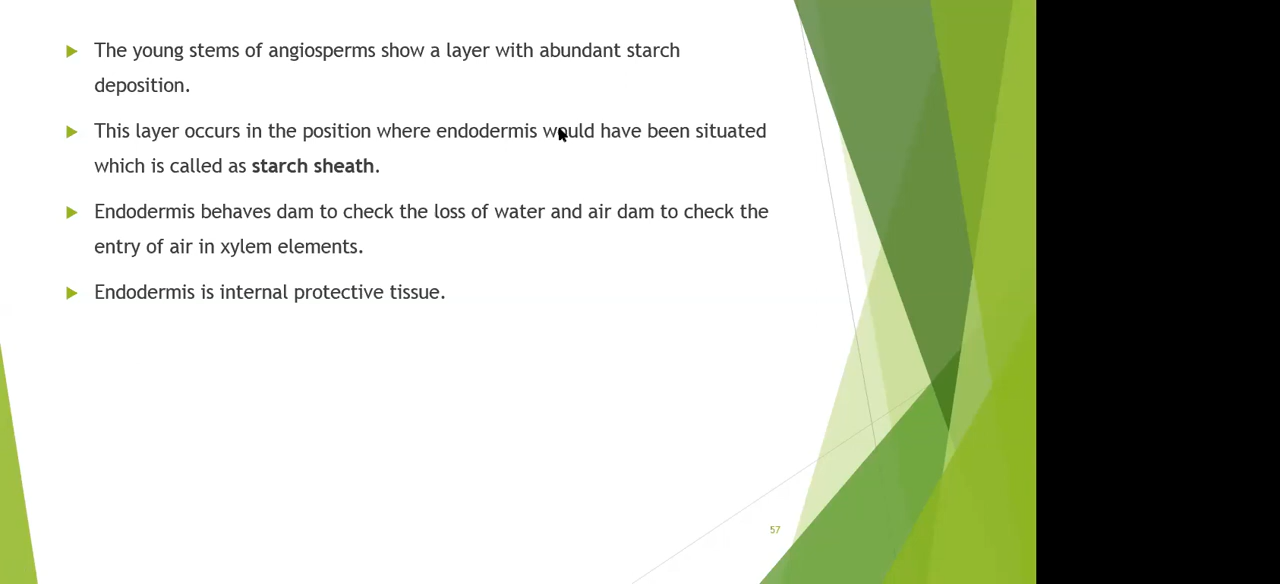 The young stems of angiosperms show a layer with abundant starch
deposition.
This layer occurs in the position where endodermis would have been situated
which is called as starch sheath.
Endodermis behaves dam to check the loss of water and air dam to check the
entry of air in xylem elements.
Endodermis is internal protective tissue.
57